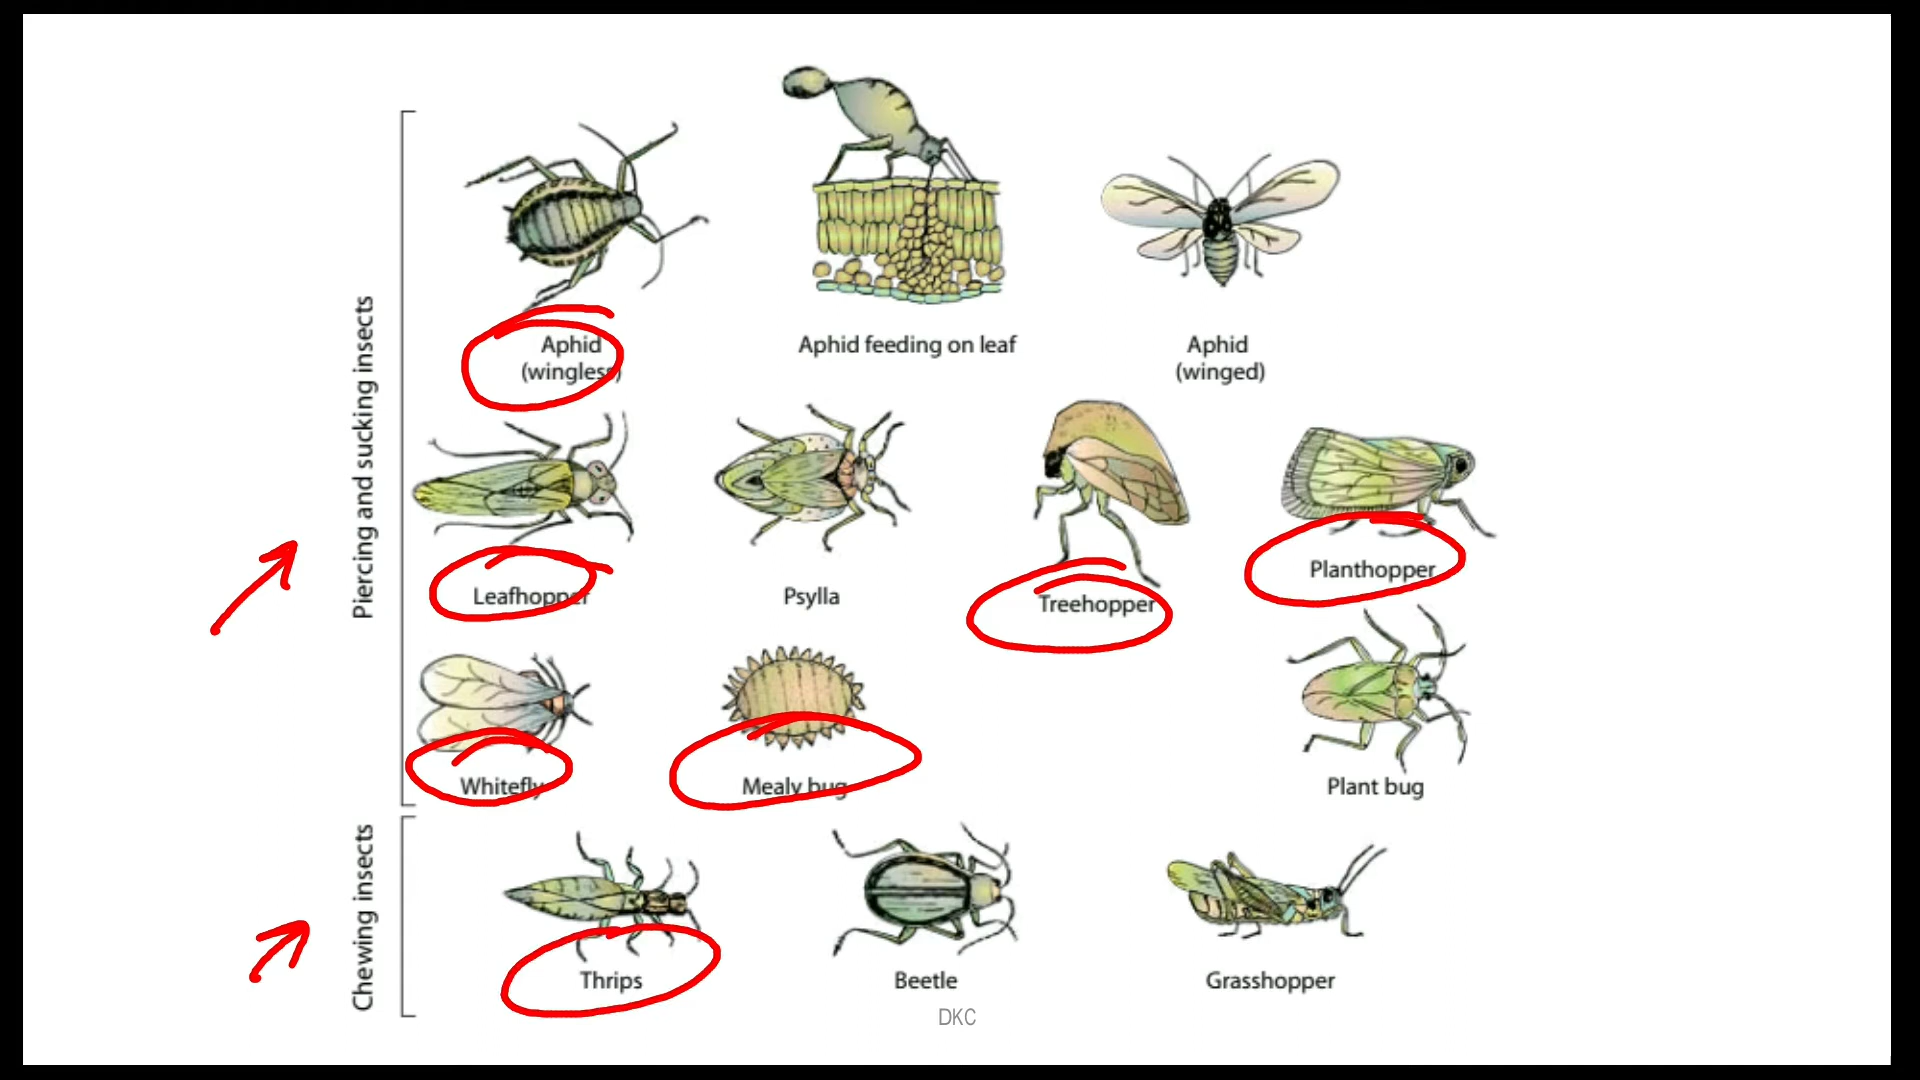 Piercing and sucking insects
Aphid
(wingless)
Aphid feeding on leaf
Aphid
(winged)
Leafhopper
Psylla
Treehopper
Planthopper
Whitefly
Mealy bug
Plant bug
Chewing insects
Thrips
Beetle
Grasshopper
DKC